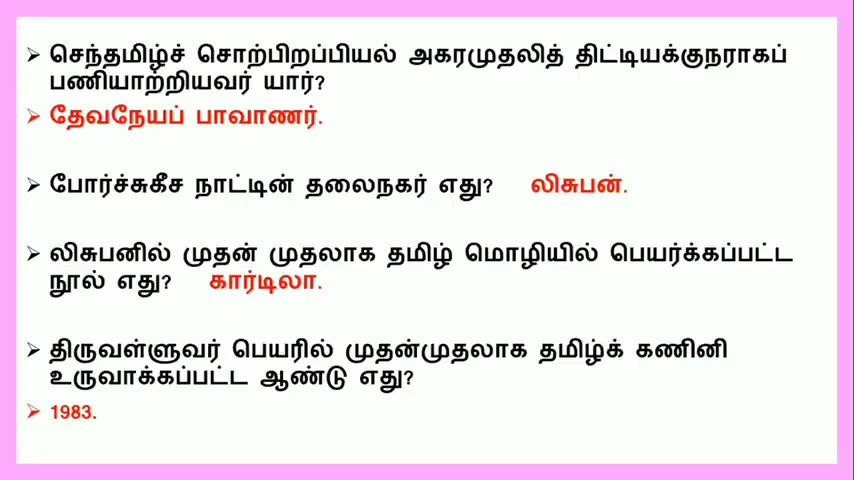 ➢ செந்தமிழ்ச் சொற்பிறப்பியல் அகரமுதலித் திட்டியக்குநராகப்
பணியாற்றியவர் யார்?
➢ தேவநேயப் பாவாணர்.
➢ போர்ச்சுகீச நாட்டின் தலைநகர் எது? லிசுபன்.
➢ லிசுபனில் முதன் முதலாக தமிழ் மொழியில் பெயர்க்கப்பட்ட
நூல் எது? கார்டிலா.
➢ திருவள்ளுவர் பெயரில் முதன்முதலாக தமிழ்க் கணினி
உருவாக்கப்பட்ட ஆண்டு எது?
➢ 1983.